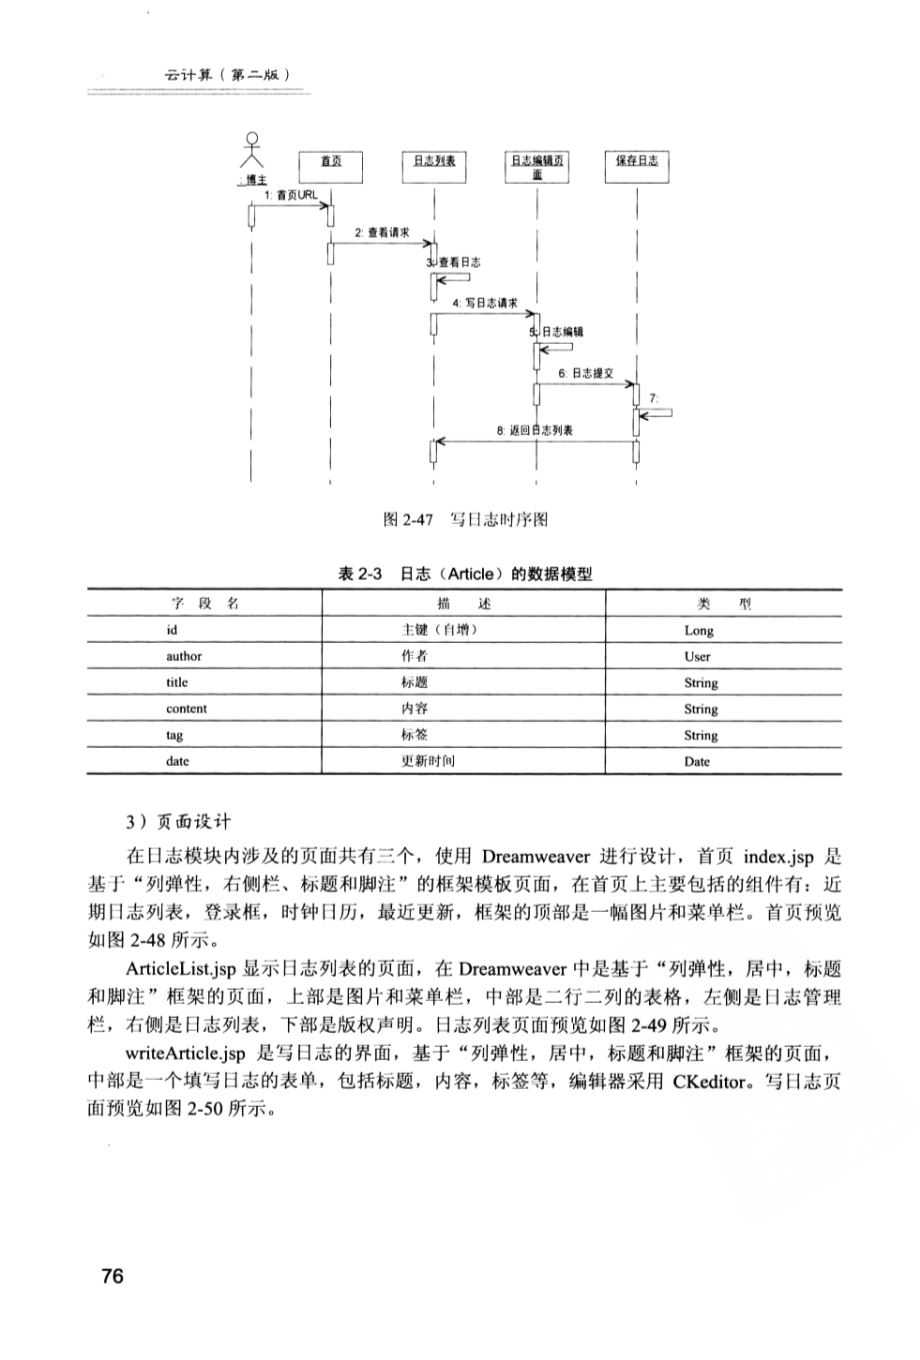 云计算（第二版）
首页
日志列表
日志编辑页
面
保存日志
: 博主
1: 首页URL
2: 查看请求
3: 查看日志
4: 写日志请求
5: 日志编辑
6: 日志提交
7:
8: 返回日志列表
图 2-47 写日志时序图
表 2-3 日志（Article）的数据模型
字 段 名 描 述 类 型
id 主键（自增） Long
author 作者 User
title 标题 String
content 内容 String
tag 标签 String
date 更新时间 Date
3）页面设计
在日志模块内涉及的页面共有三个，使用 Dreamweaver 进行设计，首页 index.jsp 是
基于“列弹性，右侧栏、标题和脚注”的框架模板页面，在首页上主要包括的组件有：近
期日志列表，登录框，时钟日历，最近更新，框架的顶部是一幅图片和菜单栏。首页预览
如图 2-48 所示。
ArticleList.jsp 显示日志列表的页面，在 Dreamweaver 中是基于“列弹性，居中，标题
和脚注”框架的页面，上部是图片和菜单栏，中部是二行二列的表格，左侧是日志管理
栏，右侧是日志列表，下部是版权声明。日志列表页面预览如图 2-49 所示。
writeArticle.jsp 是写日志的界面，基于“列弹性，居中，标题和脚注”框架的页面，
中部是一个填写日志的表单，包括标题，内容，标签等，编辑器采用 CKeditor。写日志页
面预览如图 2-50 所示。
76